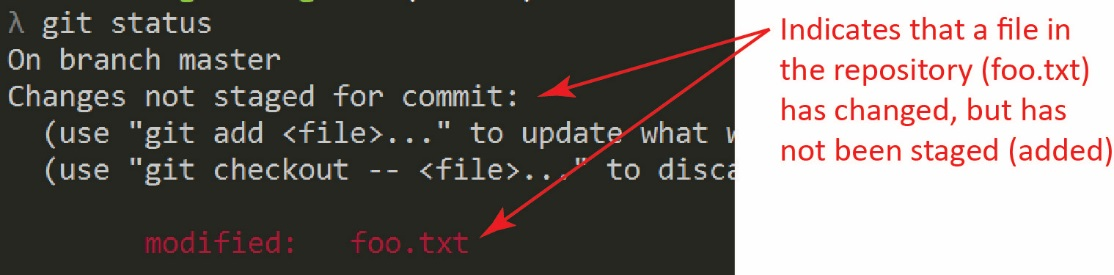 λ git status
On branch master
Changes not staged for commit:
(use "git add <file>..." to update what
(use "git checkout -- <file>..." to
modified: foo.txt
Indicates that a file in
the repository (foo.txt)
has changed, but has
not been staged (added)